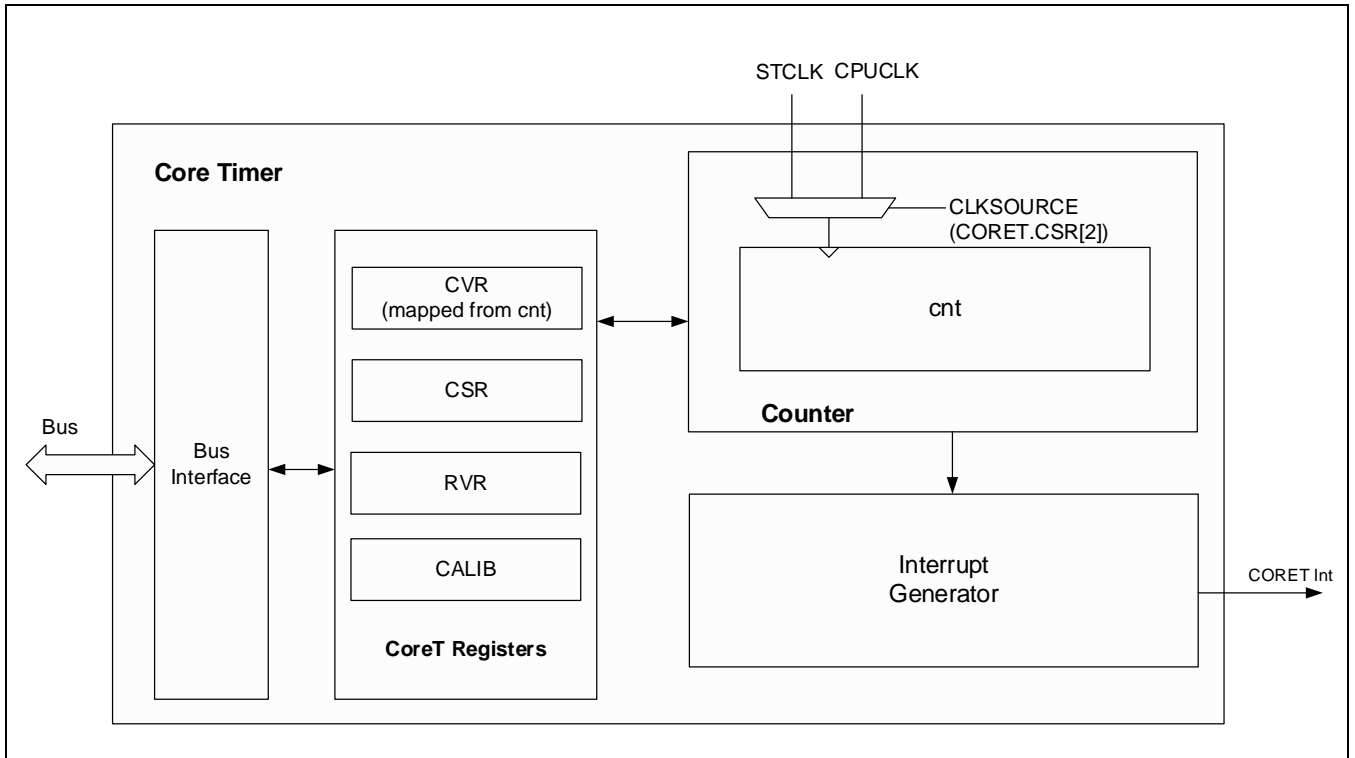 STCLK CPUCLK
Core Timer
CLKSOURCE
(CORET.CSR[2])
CVR
(mapped from cnt)
cnt
CSR
Counter
Bus
Bus
Interface
RVR
Interrupt
Generator
CALIB
CORET Int
CoreT Registers